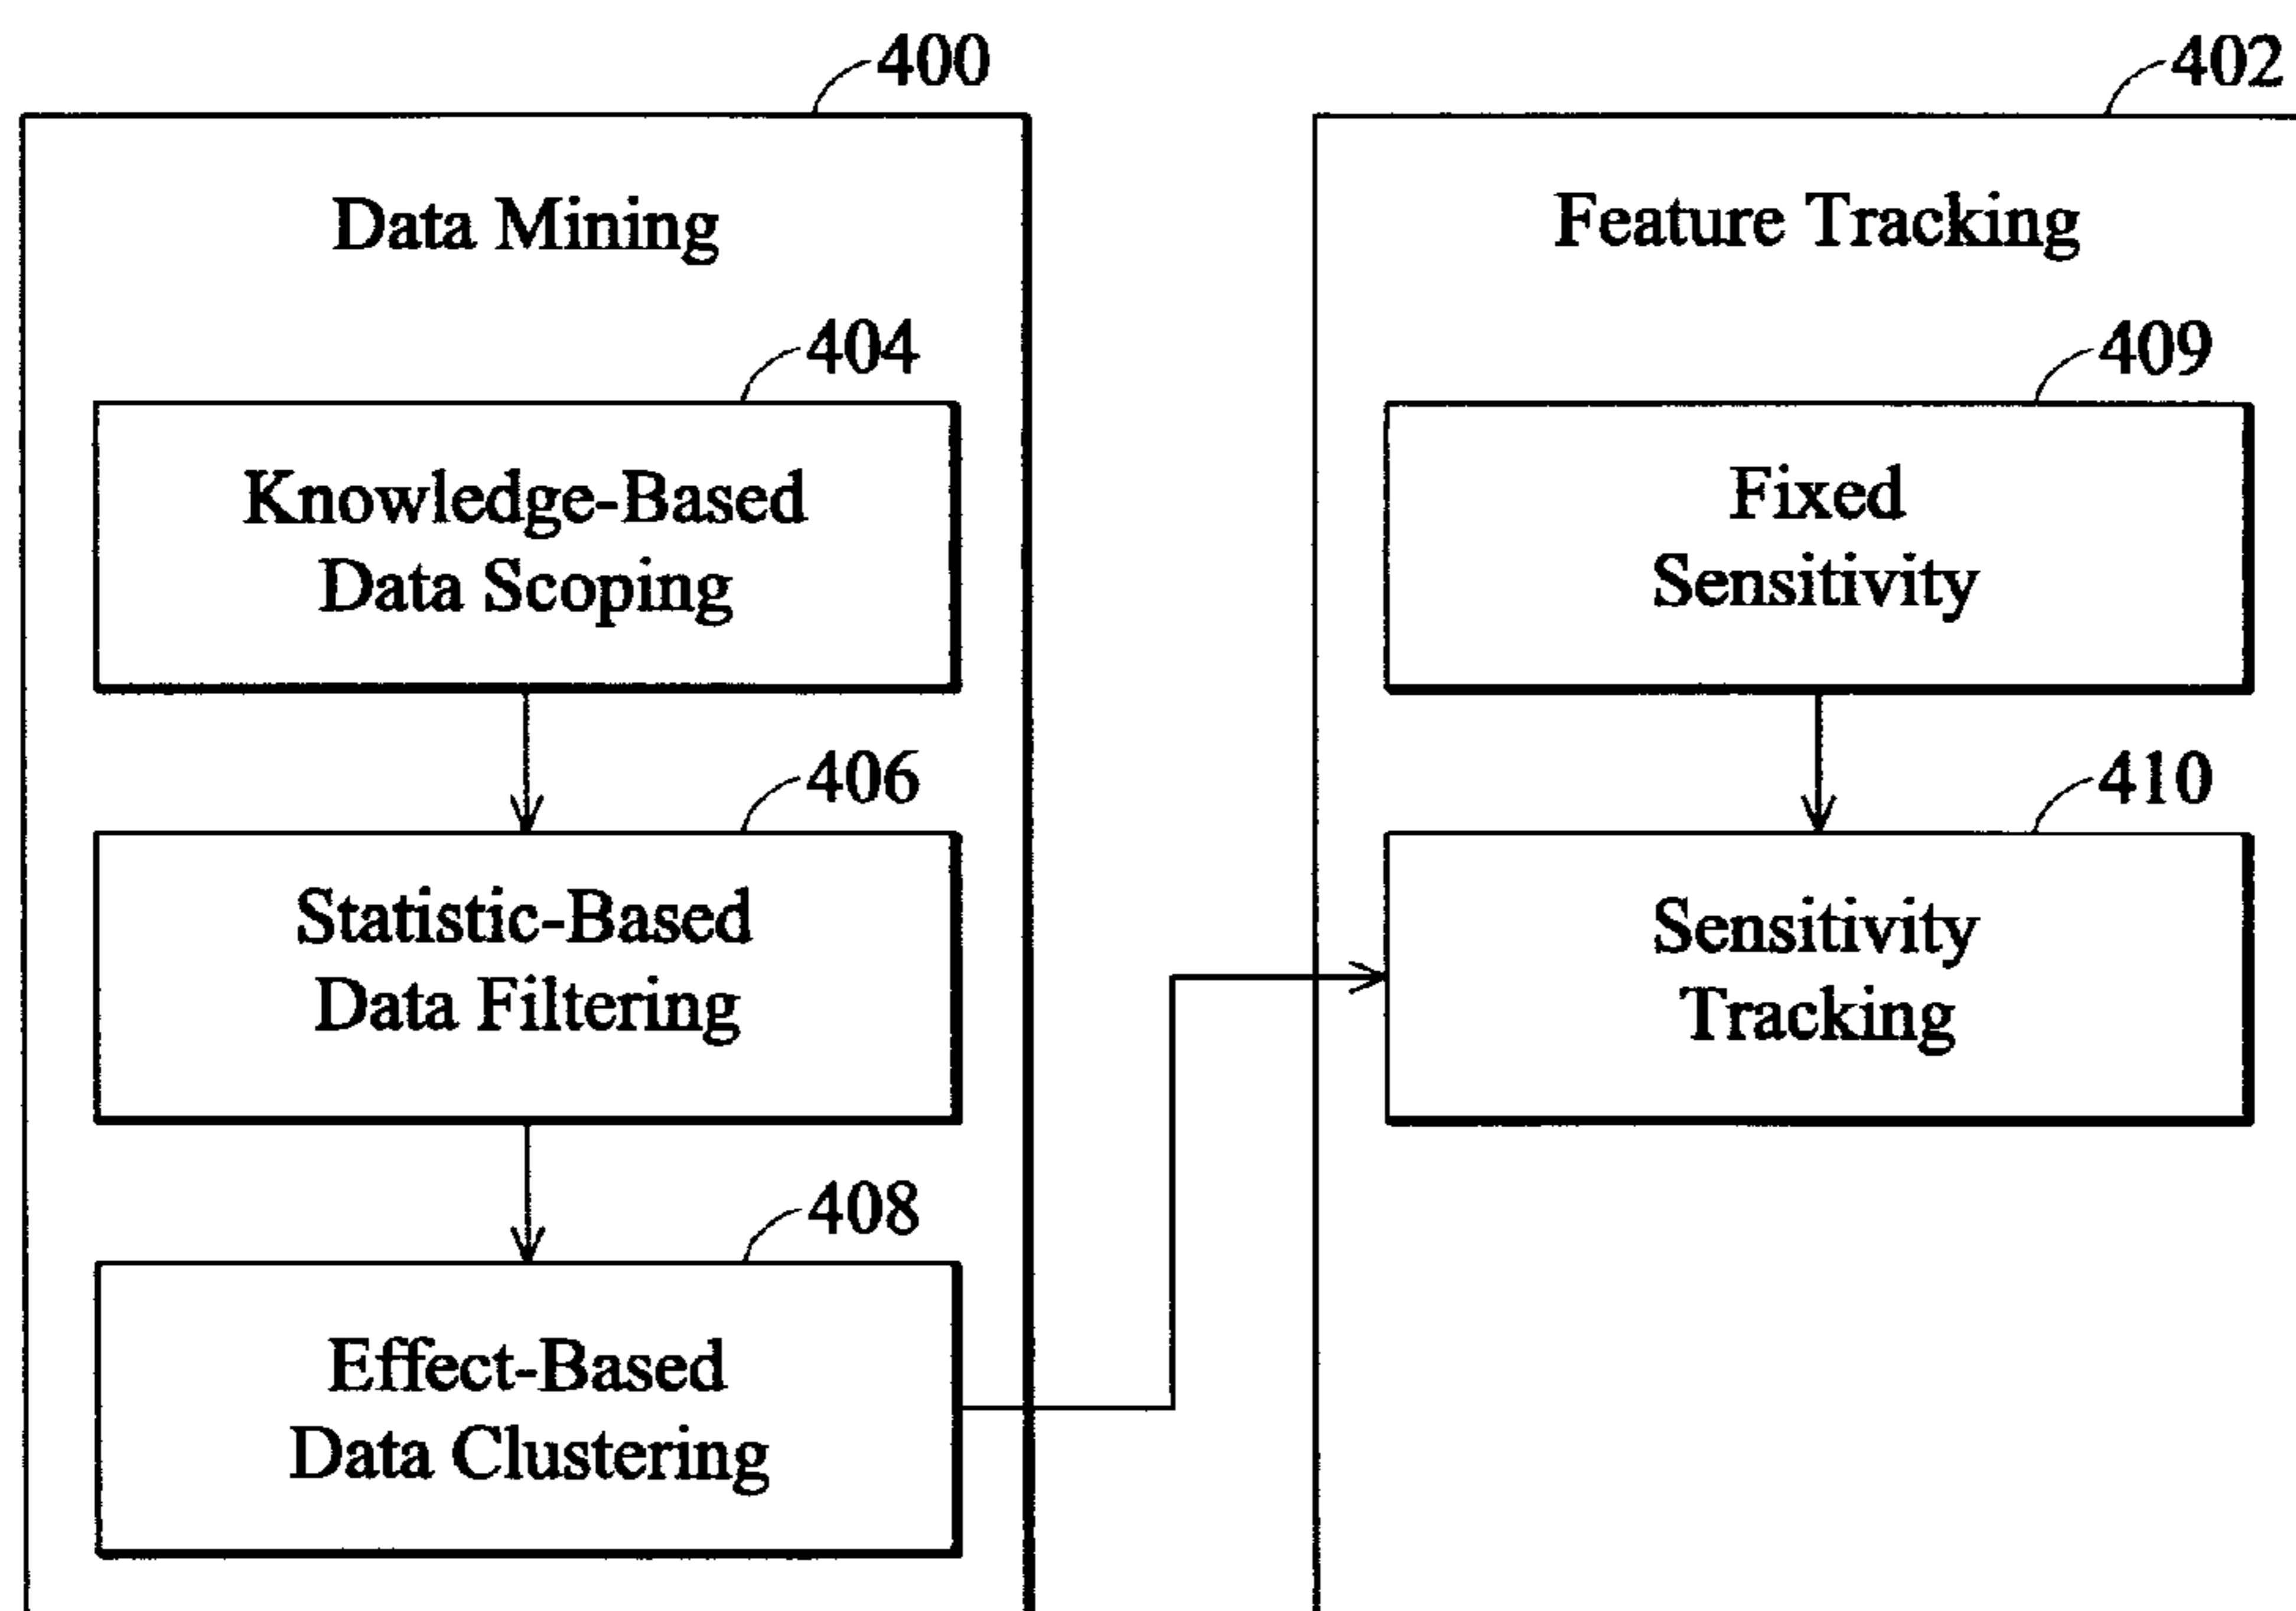 400
Data Mining
404
Knowledge-Based
Data Scoping
406
Statistic-Based
Data Filtering
408
Effect-Based
Data Clustering
402
Feature Tracking
409
Fixed
Sensitivity
410
Sensitivity
Tracking